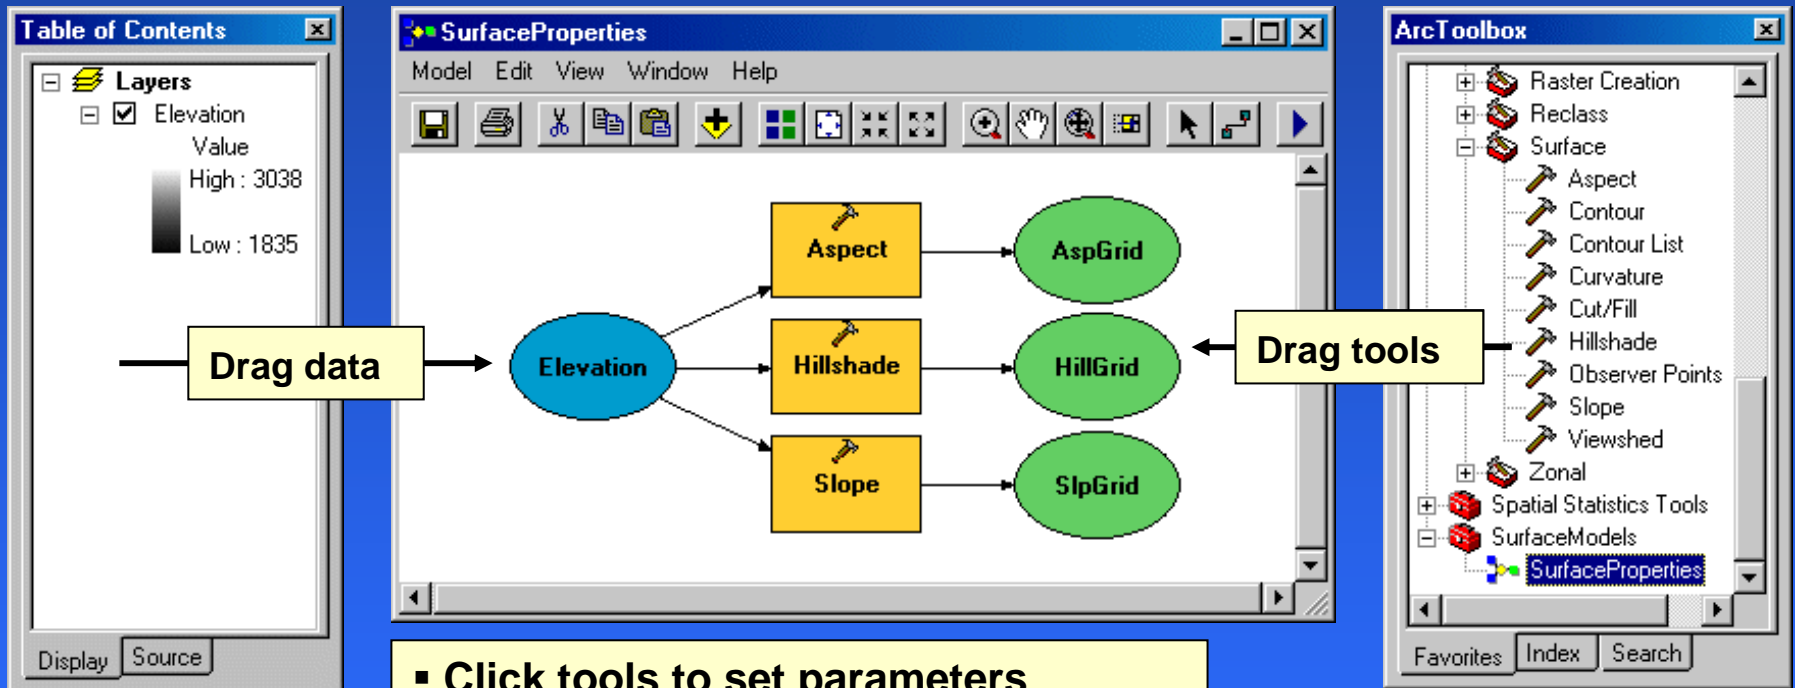 Table of Contents
Layers
Elevation
Value
High : 3038
Low : 1835
Display
Source
Drag data
SurfaceProperties
Model Edit View Window Help
Elevation
Aspect
AspGrid
Hillshade
HillGrid
Slope
SlpGrid
Drag tools
▪ Click tools to set parameters
ArcToolbox
Raster Creation
Reclass
Surface
Aspect
Contour
Contour List
Curvature
Cut/Fill
Hillshade
Observer Points
Slope
Viewshed
Zonal
Spatial Statistics Tools
SurfaceModels
SurfaceProperties
Favorites
Index
Search